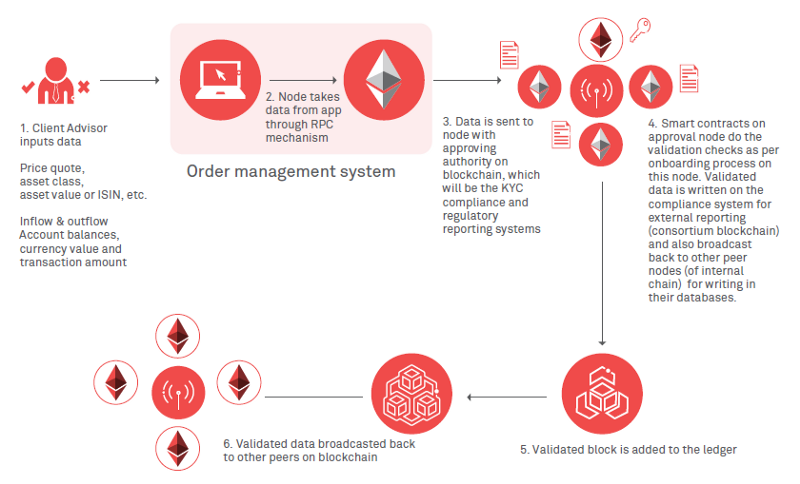 1. Client Advisor
inputs data
Price quote,
asset class,
asset value or ISIN, etc.
Inflow & outflow
Account balances,
currency value and
transaction amount
2. Node takes
data from app
through RPC
mechanism
Order management system
3. Data is sent to
node with
approving
authority on
blockchain, which
will be the KYC
compliance and
regulatory
reporting systems
4. Smart contracts on
approval node do the
validation checks as per
onboarding process on
this node. Validated
data is written on the
compliance system for
external reporting
(consortium blockchain)
and also broadcast
back to other peer
nodes (of internal
chain) for writing in
their databases.
5. Validated block is added to the ledger
6. Validated data broadcasted back
to other peers on blockchain